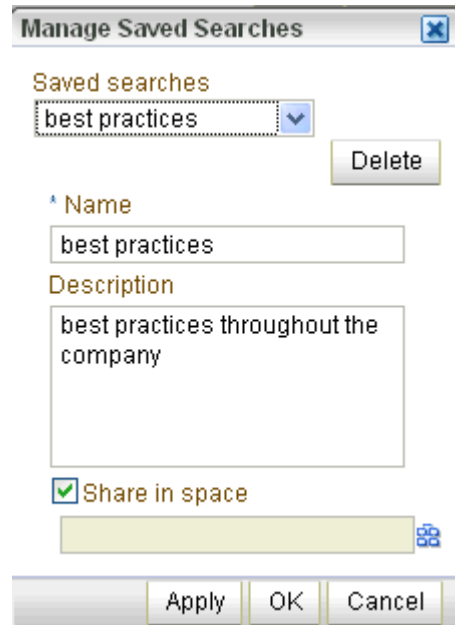 Manage Saved Searches
Saved searches
best practices
Delete
* Name
best practices
Description
best practices throughout the
company
Share in space
Apply OK Cancel